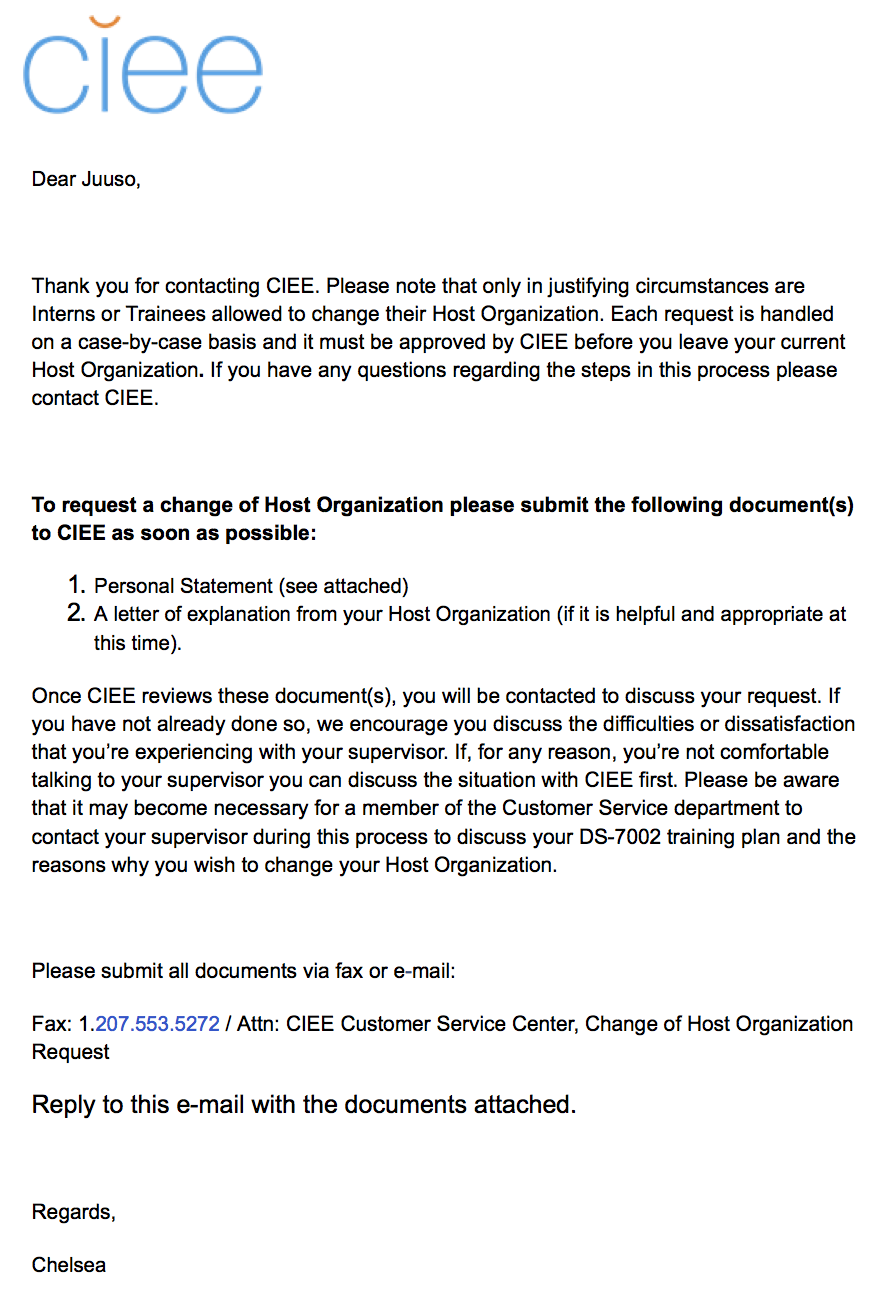 ciee
Dear Juuso,
Thank you for contacting CIEE. Please note that only in justifying circumstances are
Interns or Trainees allowed to change their Host Organization. Each request is handled
on a case-by-case basis and it must be approved by CIEE before you leave your current
Host Organization. If you have any questions regarding the steps in this process please
contact CIEE.
To request a change of Host Organization please submit the following document(s)
to CIEE as soon as possible:
1. Personal Statement (see attached)
2. A letter of explanation from your Host Organization (if it is helpful and appropriate at
this time).
Once CIEE reviews these document(s), you will be contacted to discuss your request. If
you have not already done so, we encourage you discuss the difficulties or dissatisfaction
that you’re experiencing with your supervisor. If, for any reason, you’re not comfortable
talking to your supervisor you can discuss the situation with CIEE first. Please be aware
that it may become necessary for a member of the Customer Service department to
contact your supervisor during this process to discuss your DS-7002 training plan and the
reasons why you wish to change your Host Organization.
Please submit all documents via fax or e-mail:
Fax: 1.207.553.5272 / Attn: CIEE Customer Service Center, Change of Host Organization
Request
Reply to this e-mail with the documents attached.
Regards,
Chelsea